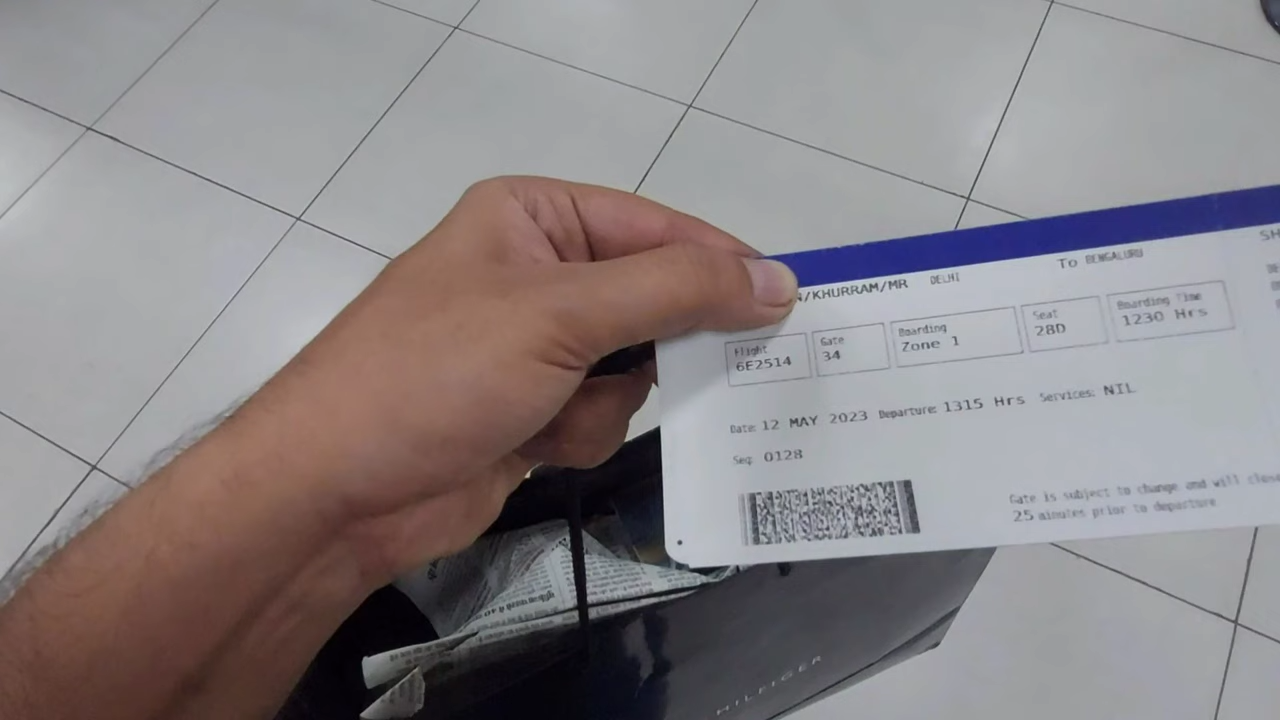 N/KHURRAM/MR DELHI To BENGALURU SH
Flight Gate Boarding Seat Boarding Time
6E2514 34 Zone 1 28D 1230 Hrs
Date: 12 MAY 2023 Departure: 1315 Hrs Services: NIL
Seq: 0128
Gate is subject to change and will close
25 minutes prior to departure
HILFIGER